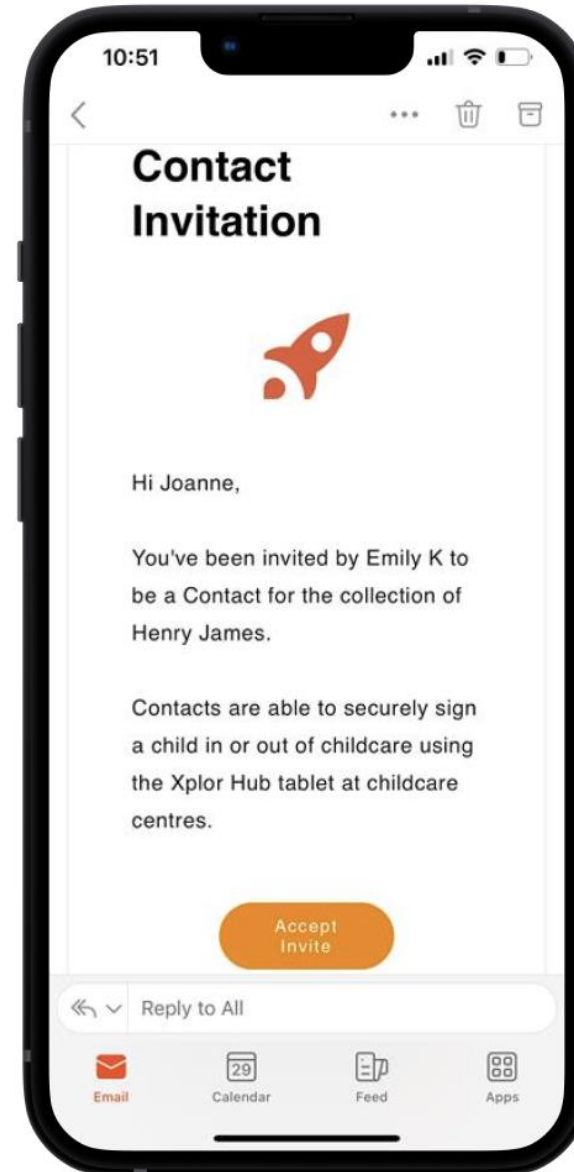 10:51
Contact
Invitation
Hi Joanne,
You've been invited by Emily K to
be a Contact for the collection of
Henry James.
Contacts are able to securely sign
a child in or out of childcare using
the Xplor Hub tablet at childcare
centres.
Accept
Invite
Reply to All
29
Email Calendar Feed Apps